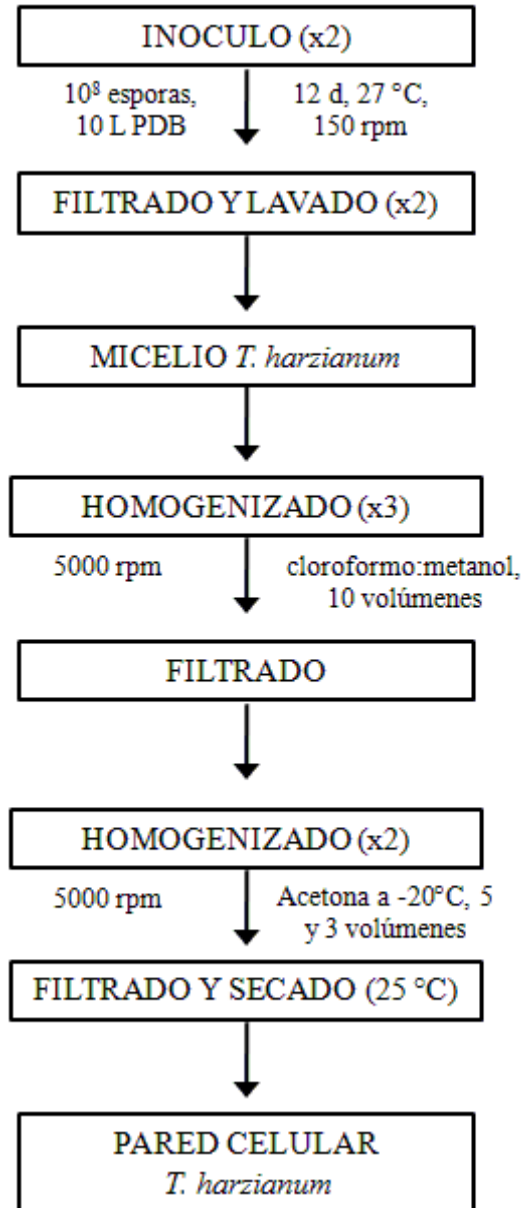 INOCULO (x2)
10⁸ esporas,
10 L PDB
12 d, 27 °C,
150 rpm
FILTRADO Y LAVADO (x2)
MICELIO T. harzianum
HOMOGENIZADO (x3)
5000 rpm
cloroformo:metanol,
10 volúmenes
FILTRADO
HOMOGENIZADO (x2)
5000 rpm
Acetona a -20°C, 5
y 3 volúmenes
FILTRADO Y SECADO (25 °C)
PARED CELULAR
T. harzianum